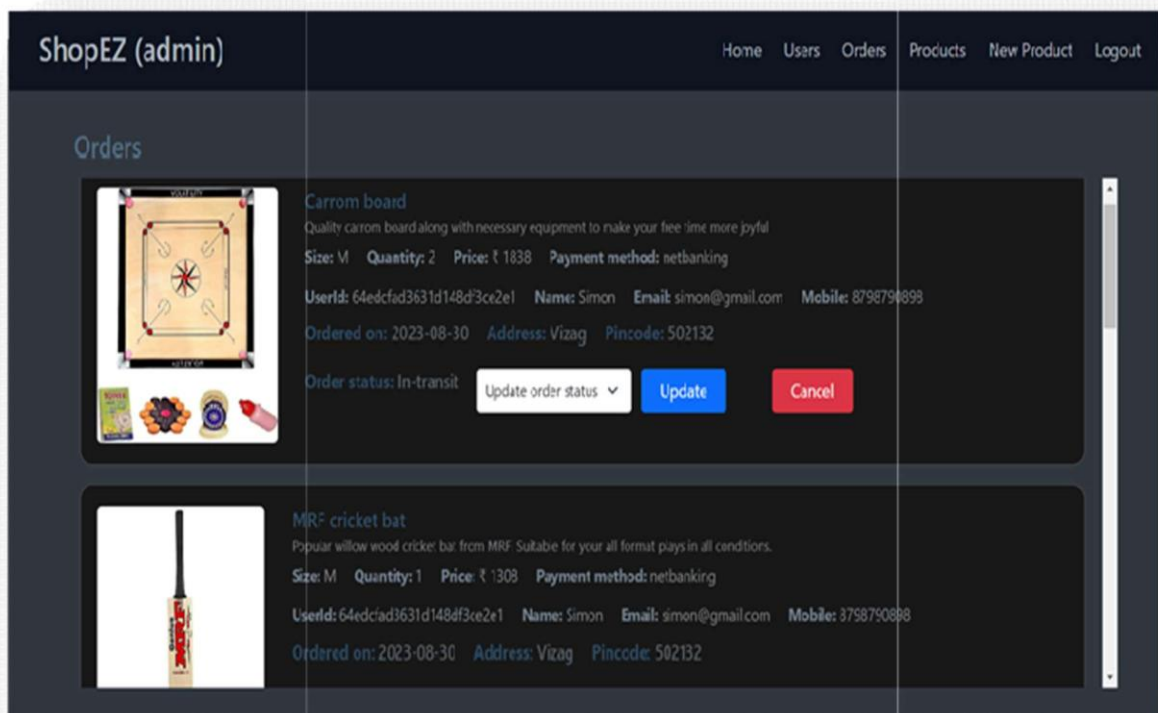 ShopEZ (admin) Home Users Orders Products New Product Logout
Orders
Carrom board
Quality carrom board along with necessary equipment to make your free time more joyful
Size: M Quantity: 2 Price: ₹ 1838 Payment method: netbanking
UserId: 64edcfad3631d148df3ce2e1 Name: Simon Email: simon@gmail.com Mobile: 8798790898
Ordered on: 2023-08-30 Address: Vizag Pincode: 502132
Order status: In-transit Update order status Update Cancel
MRF cricket bat
Popular willow wood cricket bat from MRF. Suitable for your all format plays in all conditions.
Size: M Quantity: 1 Price: ₹ 1308 Payment method: netbanking
UserId: 64edcfad3631d148df3ce2e1 Name: Simon Email: simon@gmail.com Mobile: 8798790898
Ordered on: 2023-08-30 Address: Vizag Pincode: 502132